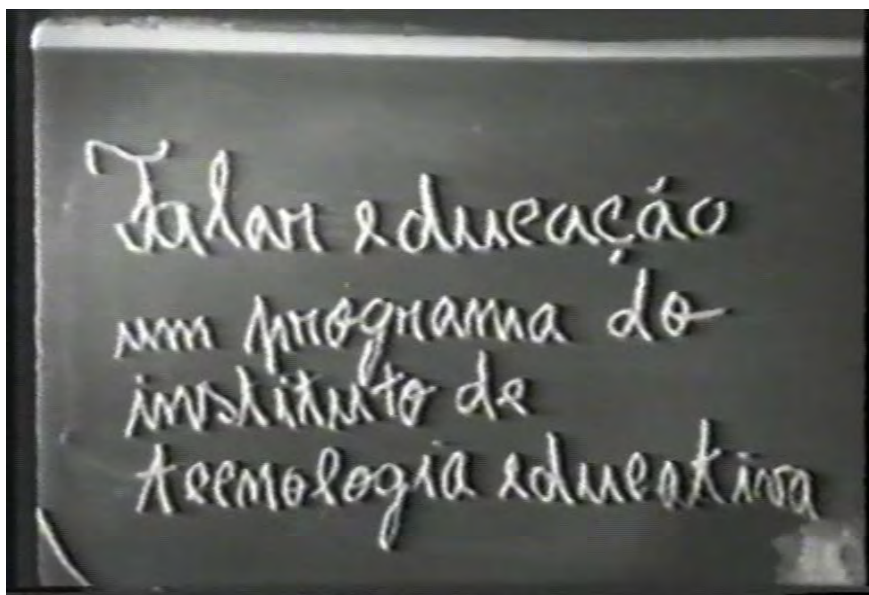 Falar educação
um programa do
instituto de
tecnologia educativa